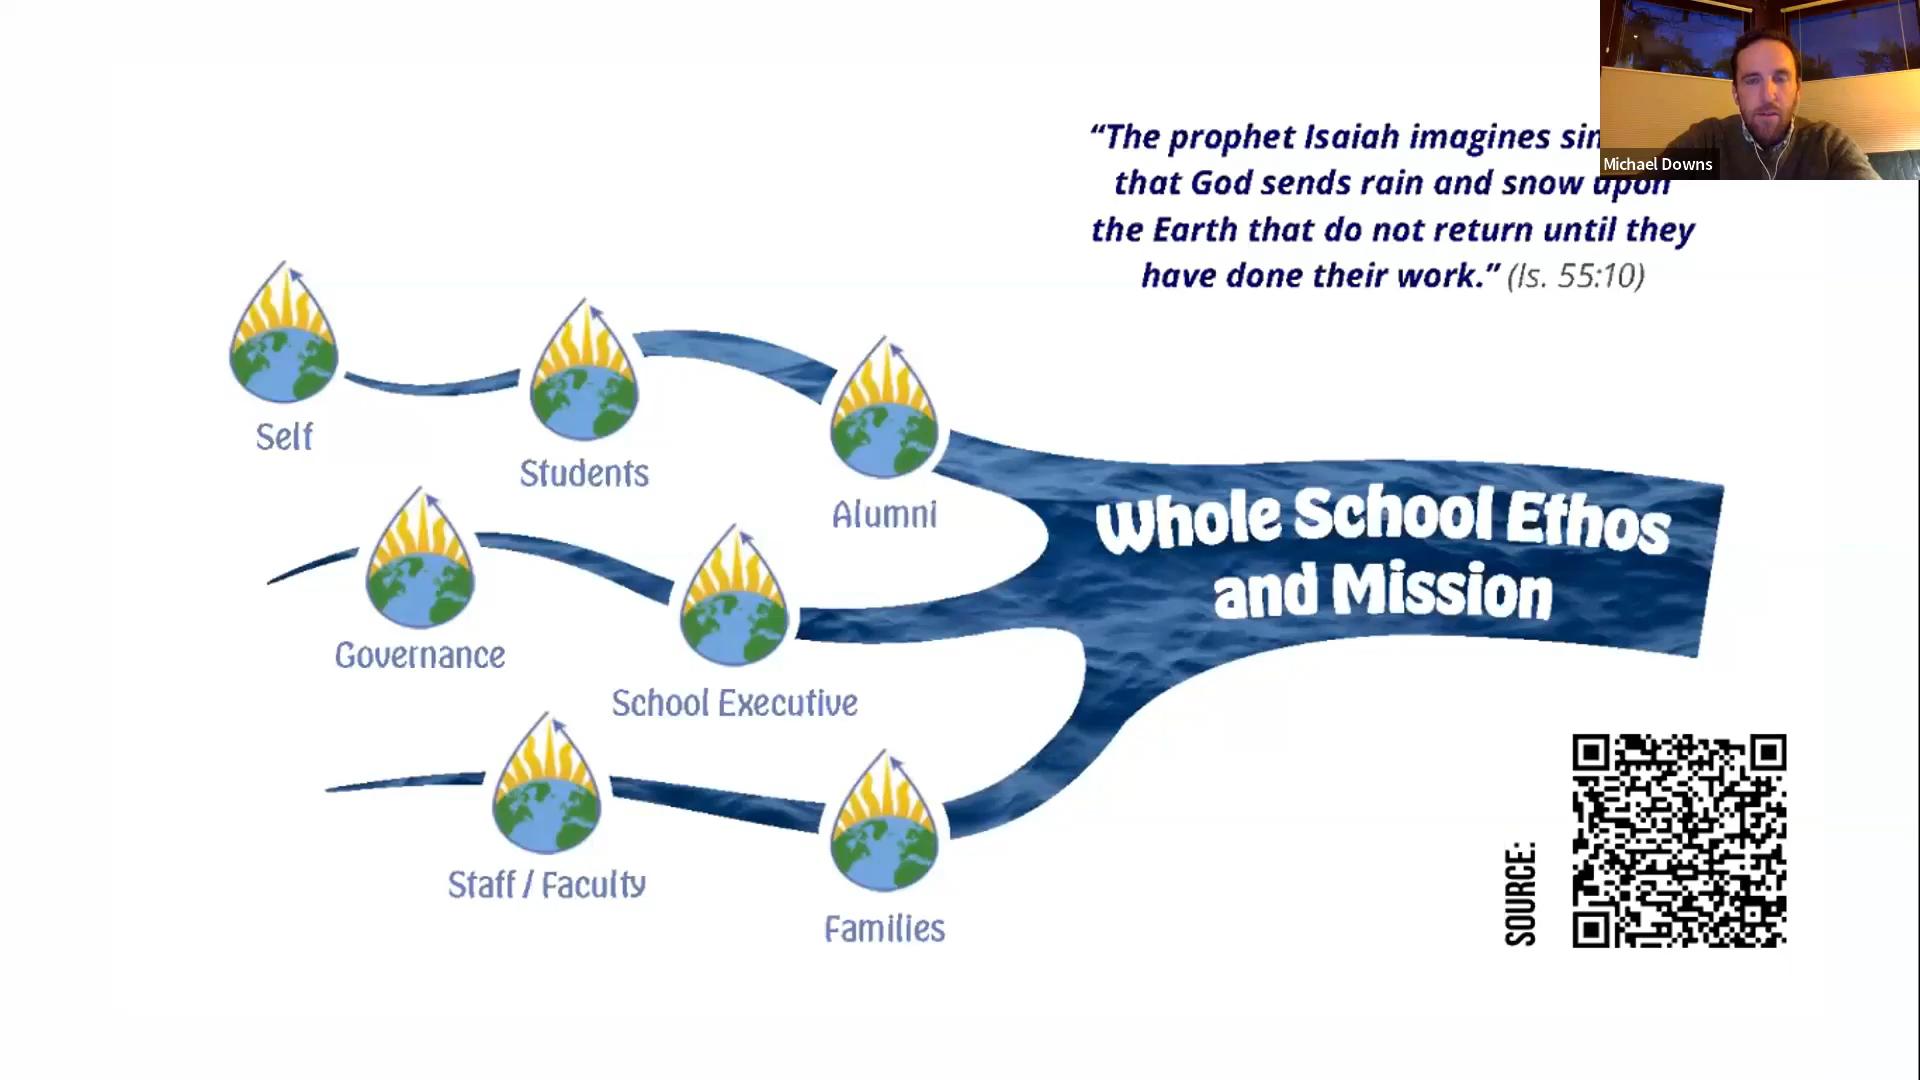 Michael Downs
“The prophet Isaiah imagines
that God sends rain and snow upon
the Earth that do not return until they
have done their work.” (Is. 55:10)
Self
Students
Alumni
Whole School Ethos
and Mission
Governance
School Executive
Staff / Faculty
Families
SOURCE: